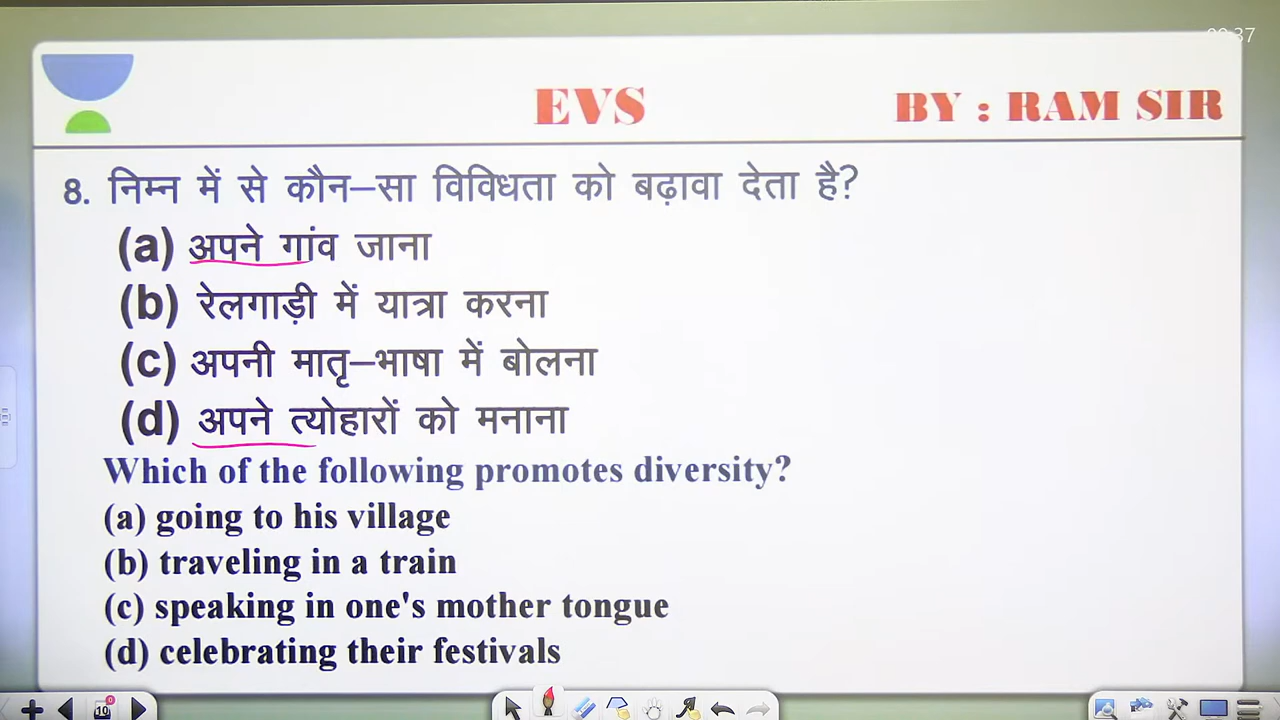 EVS
BY : RAM SIR
8. निम्न में से कौन–सा विविधता को बढ़ावा देता है?
(a) अपने गांव जाना
(b) रेलगाड़ी में यात्रा करना
(c) अपनी मातृ–भाषा में बोलना
(d) अपने त्योहारों को मनाना
Which of the following promotes diversity?
(a) going to his village
(b) traveling in a train
(c) speaking in one's mother tongue
(d) celebrating their festivals
10